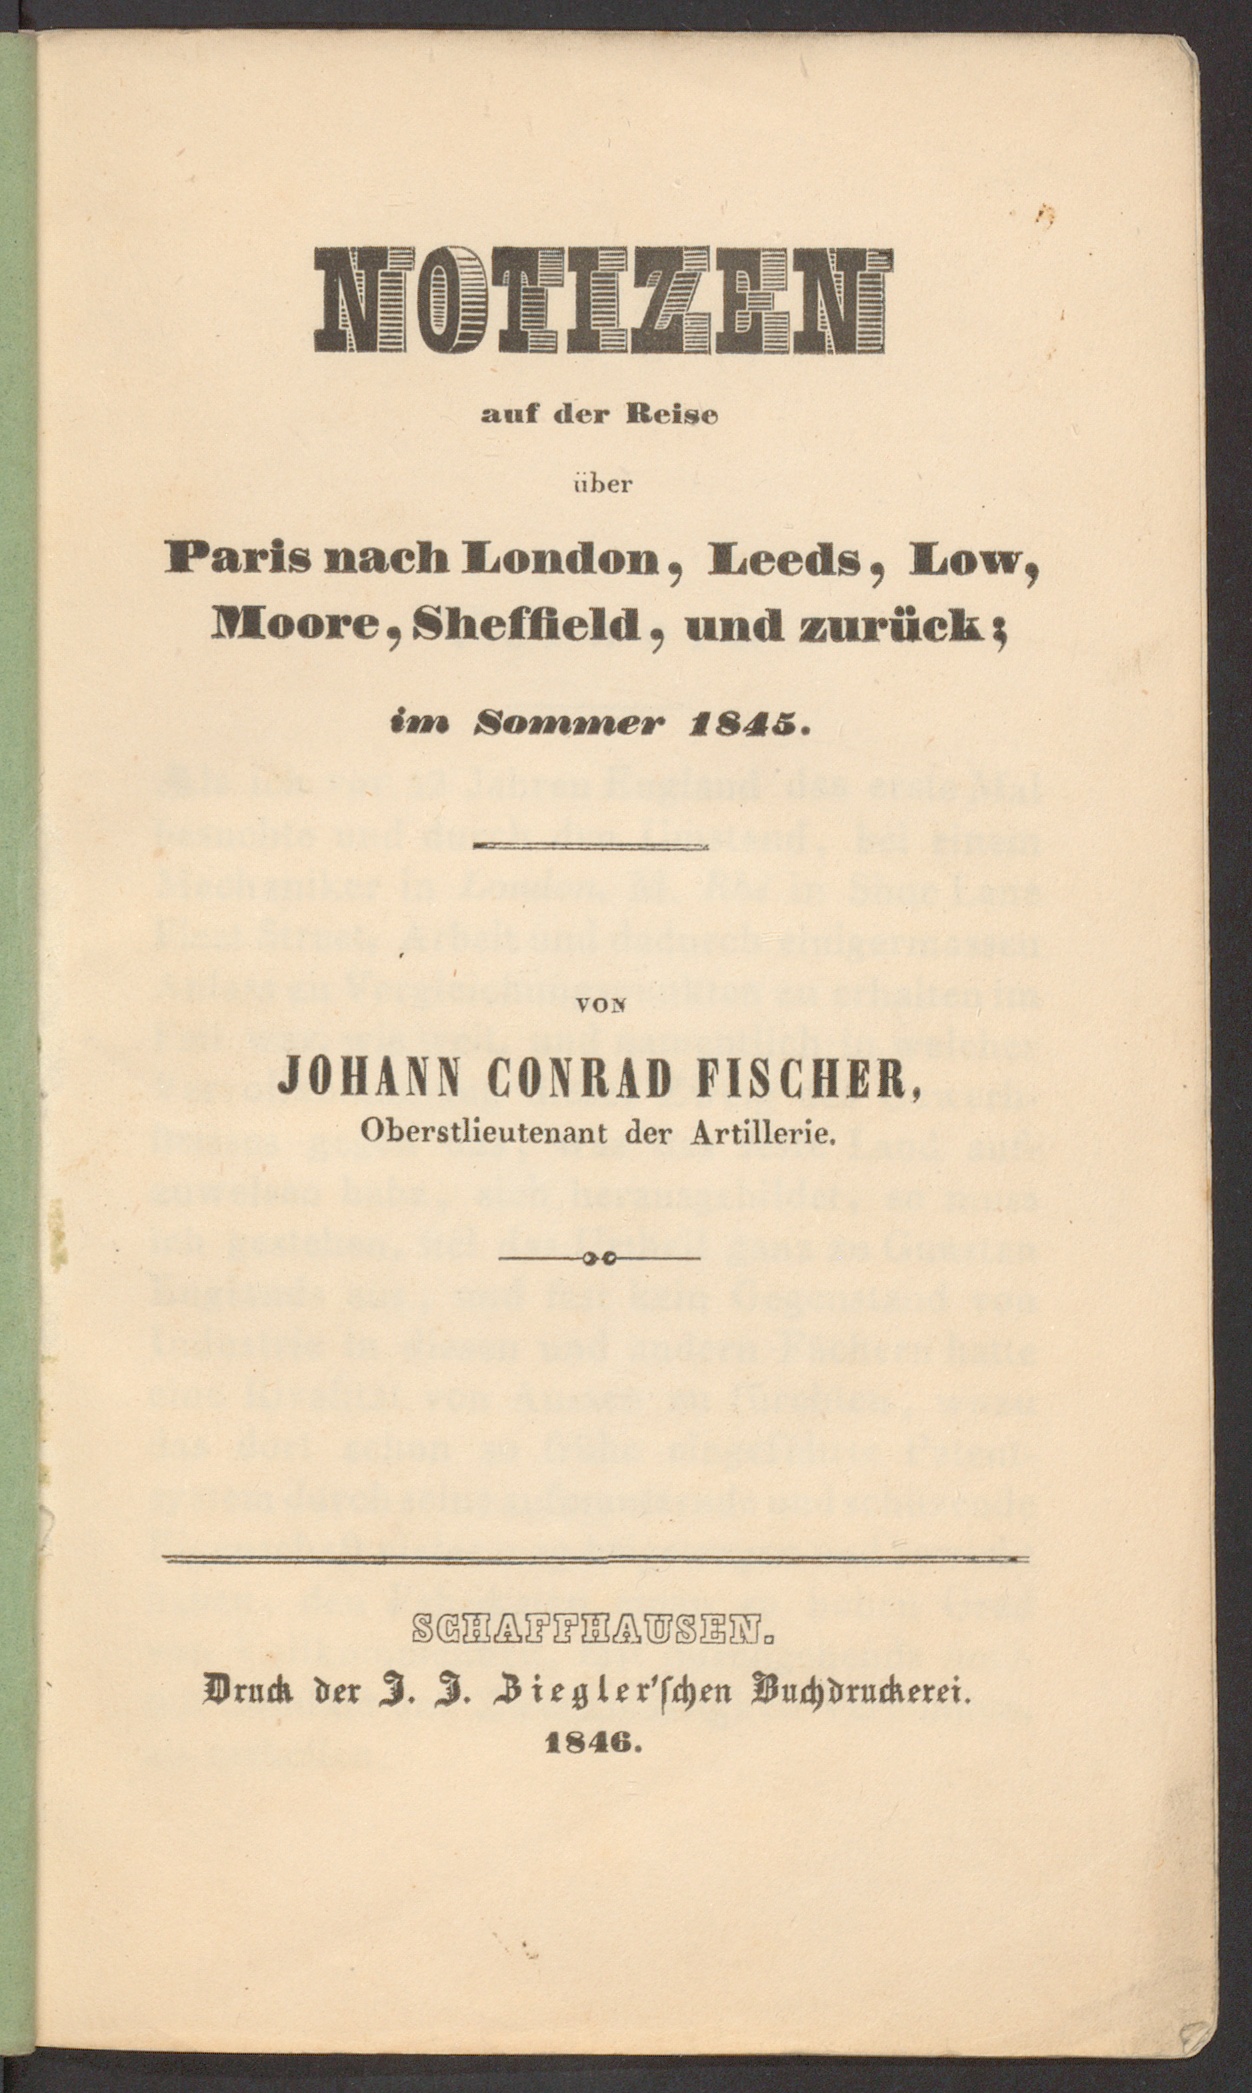 NOTIZEN
auf der Reise
über
Paris nach London, Leeds, Low,
Moore, Sheffield, und zurück;
im Sommer 1845.
VON
JOHANN CONRAD FISCHER,
Oberstlieutenant der Artillerie.
SCHAFFHAUSEN.
Druck der J. J. Ziegler'schen Buchdruckerei.
1846.